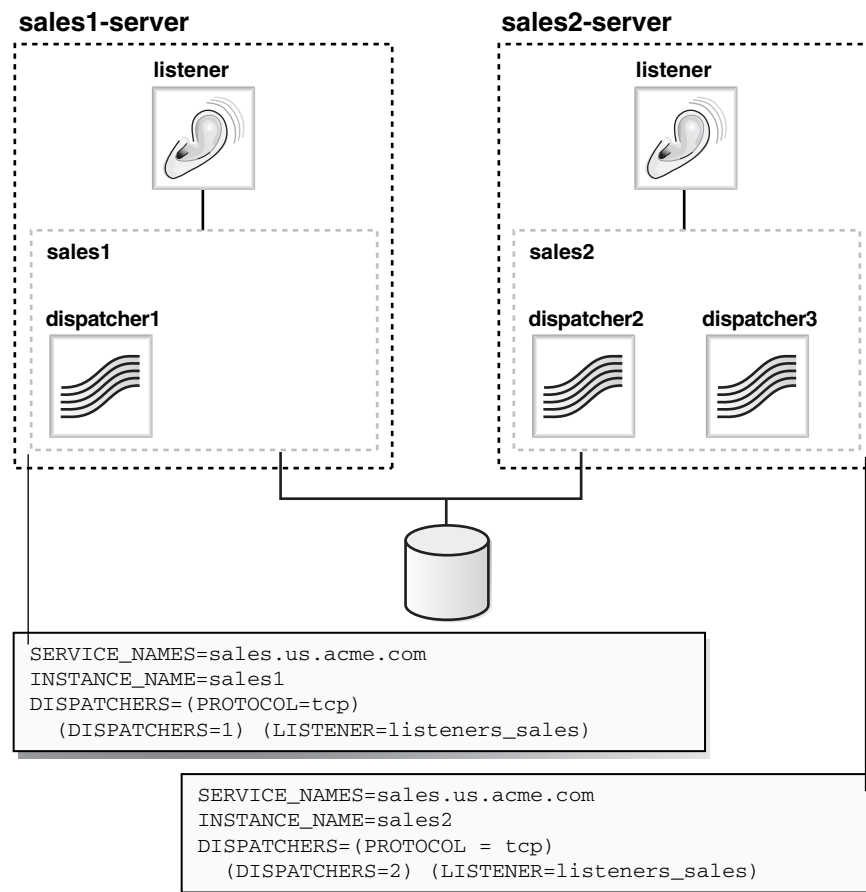 sales1-server
listener
sales1
dispatcher1
sales2-server
listener
sales2
dispatcher2 dispatcher3
SERVICE_NAMES=sales.us.acme.com
INSTANCE_NAME=sales1
DISPATCHERS=(PROTOCOL=tcp)
(DISPATCHERS=1) (LISTENER=listeners_sales)
SERVICE_NAMES=sales.us.acme.com
INSTANCE_NAME=sales2
DISPATCHERS=(PROTOCOL = tcp)
(DISPATCHERS=2) (LISTENER=listeners_sales)